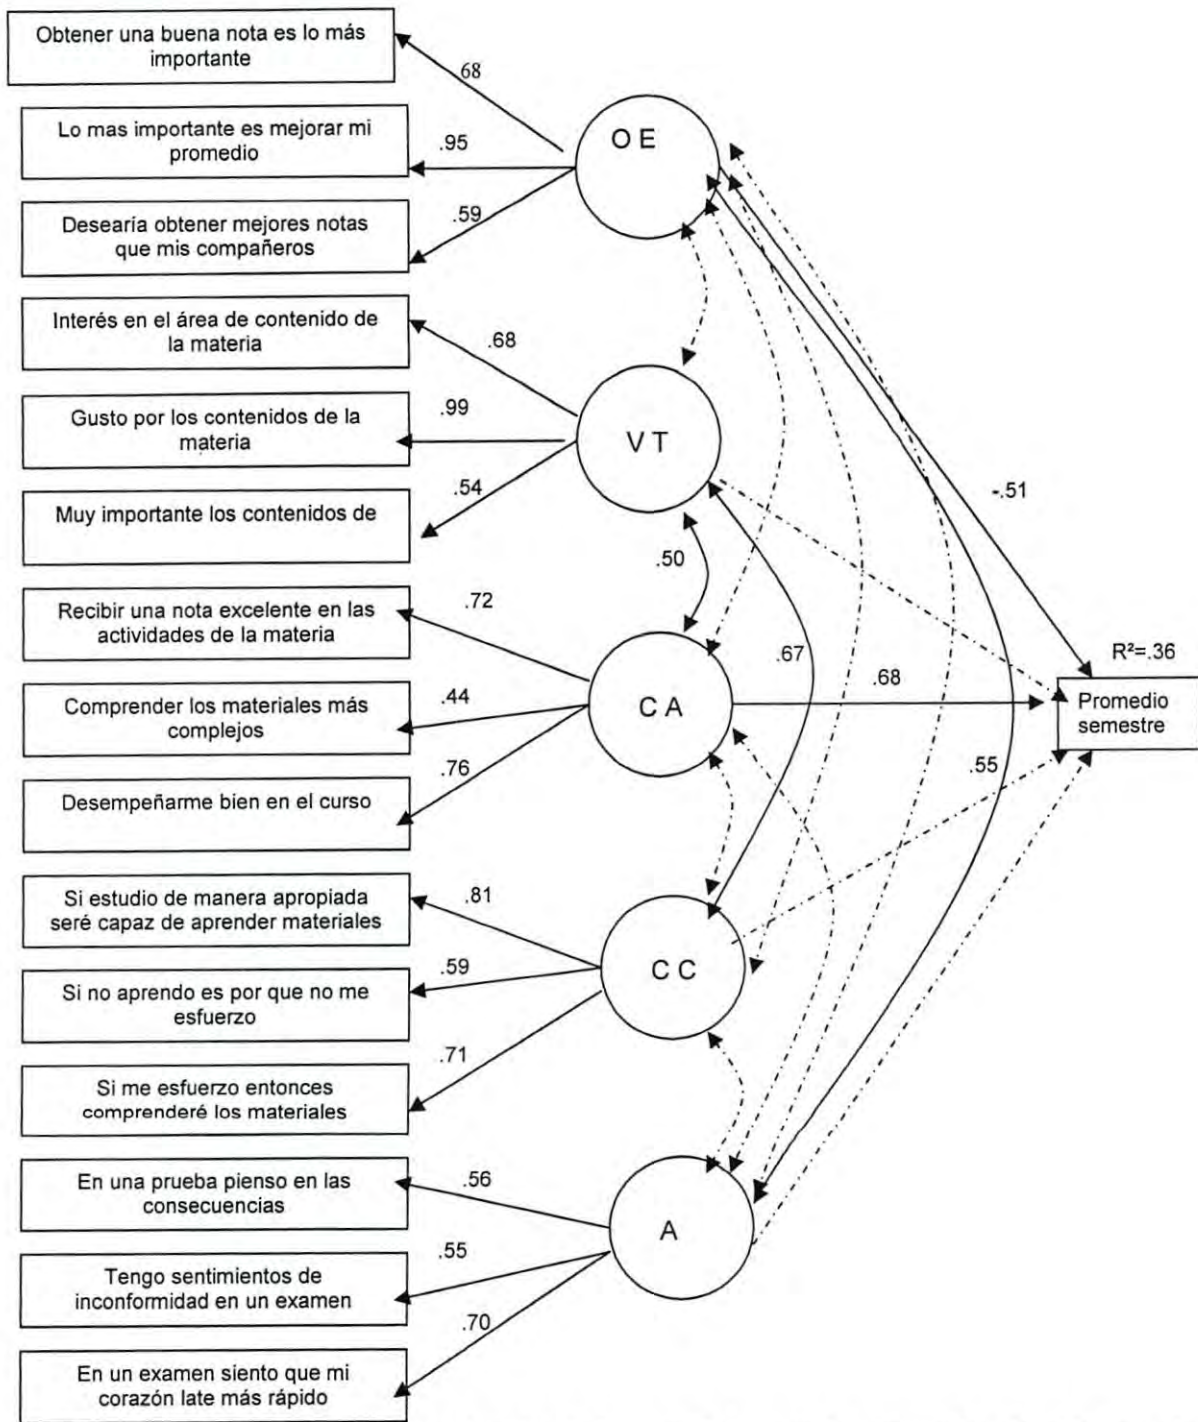 Obtener una buena nota es lo más
importante
68
Lo mas importante es mejorar mi
promedio
.95
O E
Desearía obtener mejores notas
que mis compañeros
.59
Interés en el área de contenido de
la materia
.68
Gusto por los contenidos de la
materia
.99
V T
Muy importante los contenidos de
.54
-.51
.50
Recibir una nota excelente en las
actividades de la materia
.72
.67
R²=.36
Comprender los materiales más
complejos
.44
C A
.68
Promedio
semestre
Desempeñarme bien en el curso
.76
.55
Si estudio de manera apropiada
seré capaz de aprender materiales
.81
Si no aprendo es por que no me
esfuerzo
.59
C C
Si me esfuerzo entonces
comprenderé los materiales
.71
En una prueba pienso en las
consecuencias
.56
A
Tengo sentimientos de
inconformidad en un examen
.55
En un examen siento que mi
corazón late más rápido
.70